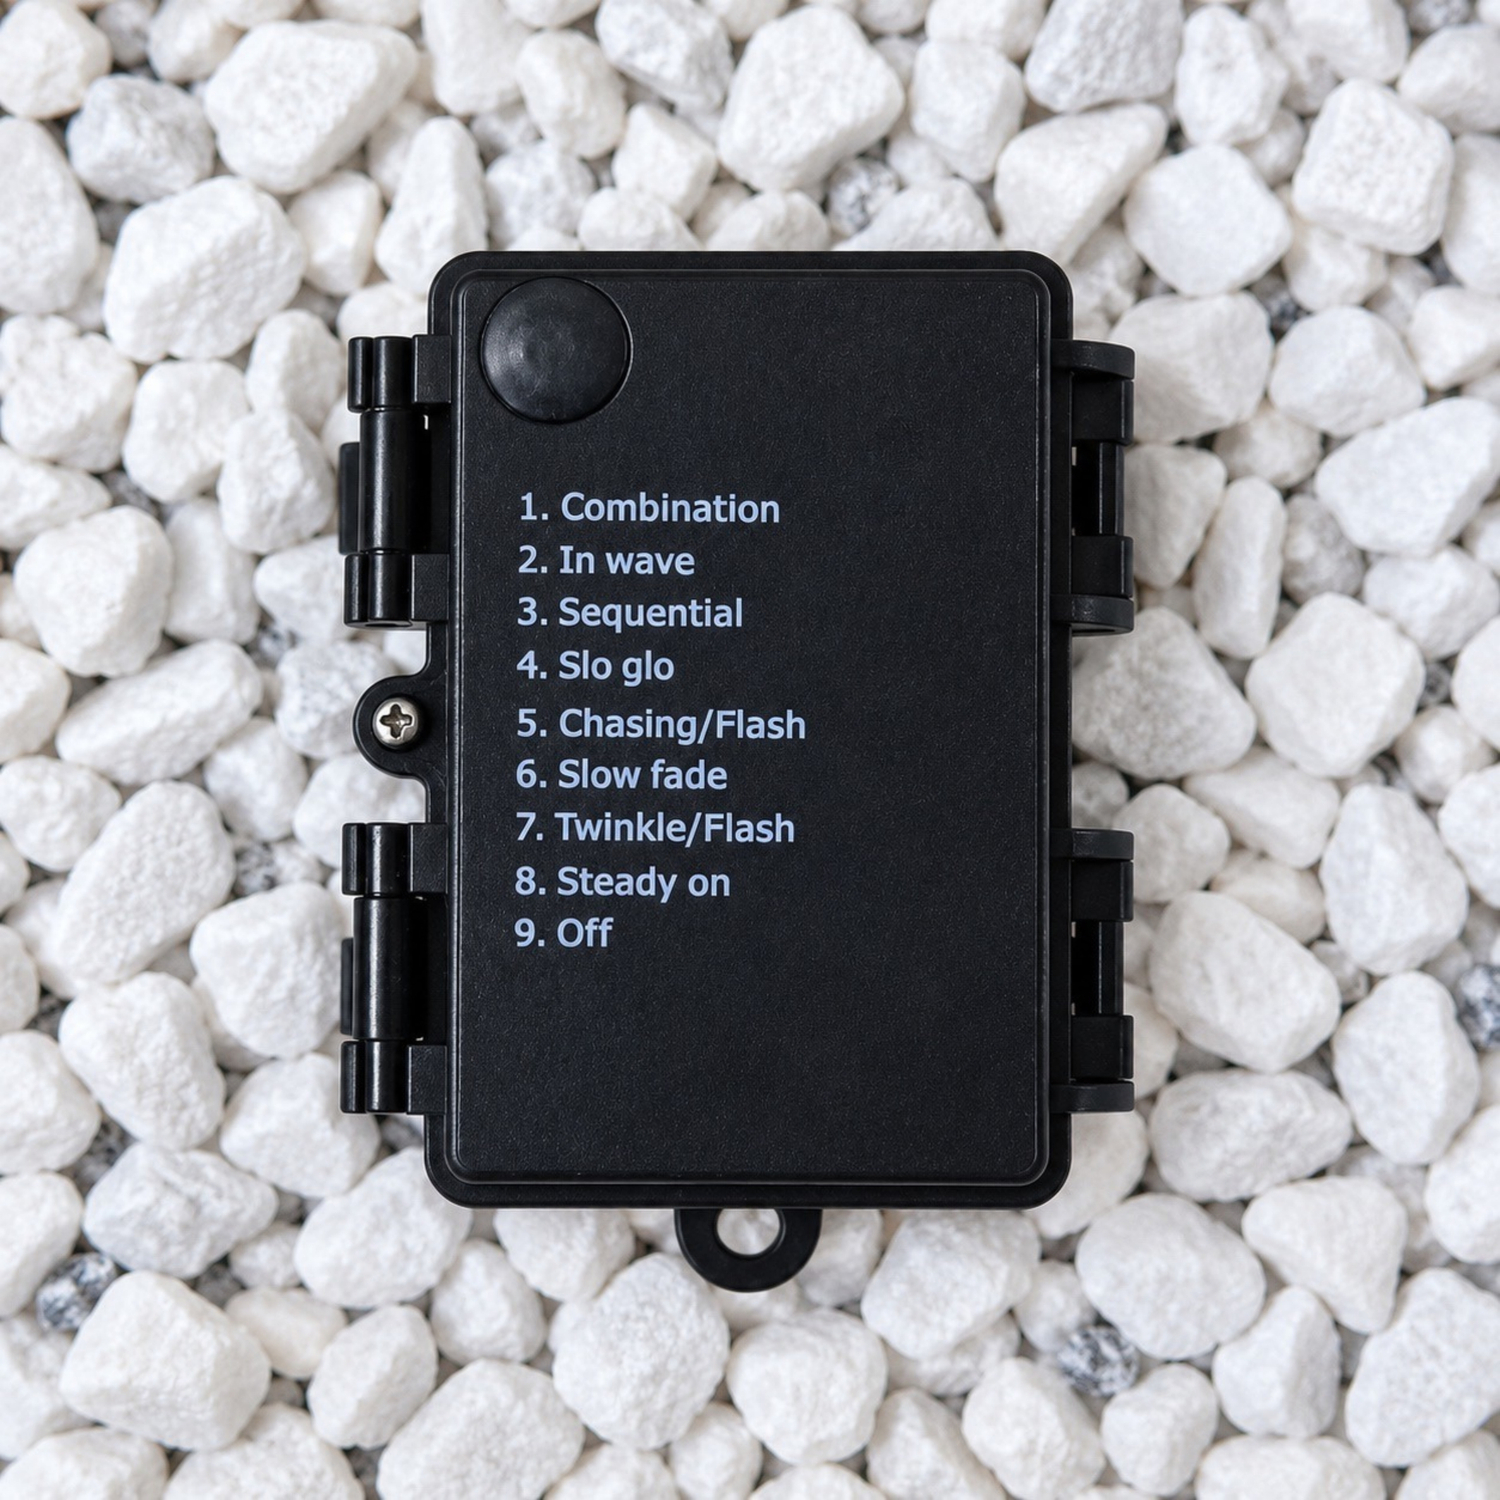 1. Combination
2. In wave
3. Sequential
4. Slo glo
5. Chasing/Flash
6. Slow fade
7. Twinkle/Flash
8. Steady on
9. Off